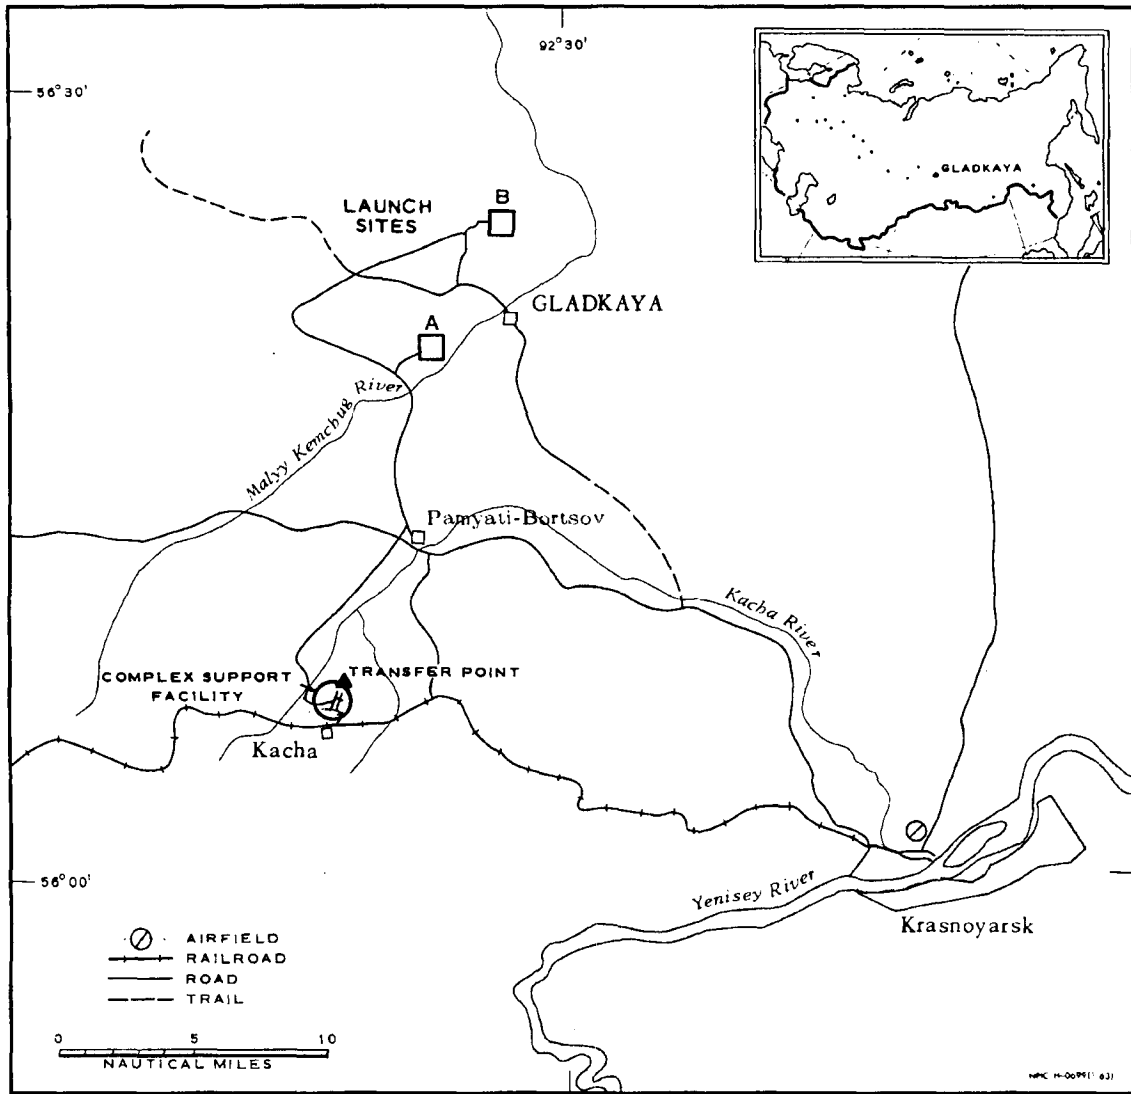 92°30'
56°30'
GLADKAYA
B
LAUNCH
SITES
GLADKAYA
A
Malyy Kemchug River
Pamyati-Bortsov
Kacha River
TRANSFER POINT
COMPLEX SUPPORT
FACILITY
Kacha
56°00'
Yenisey River
Krasnoyarsk
AIRFIELD
RAILROAD
ROAD
TRAIL
0 5 10
NAUTICAL MILES